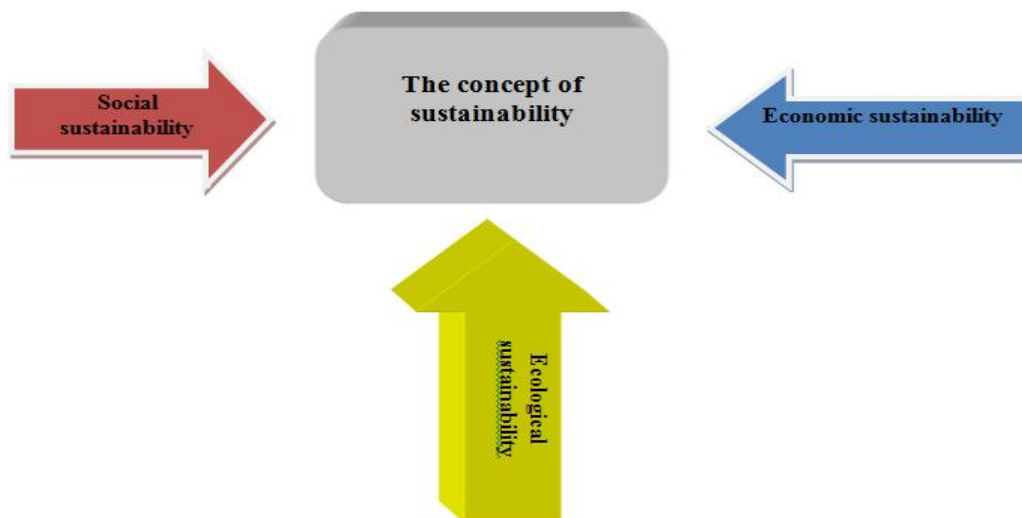 The concept of
sustainability
Social
sustainability
Economic sustainability
Ecological
sustainability